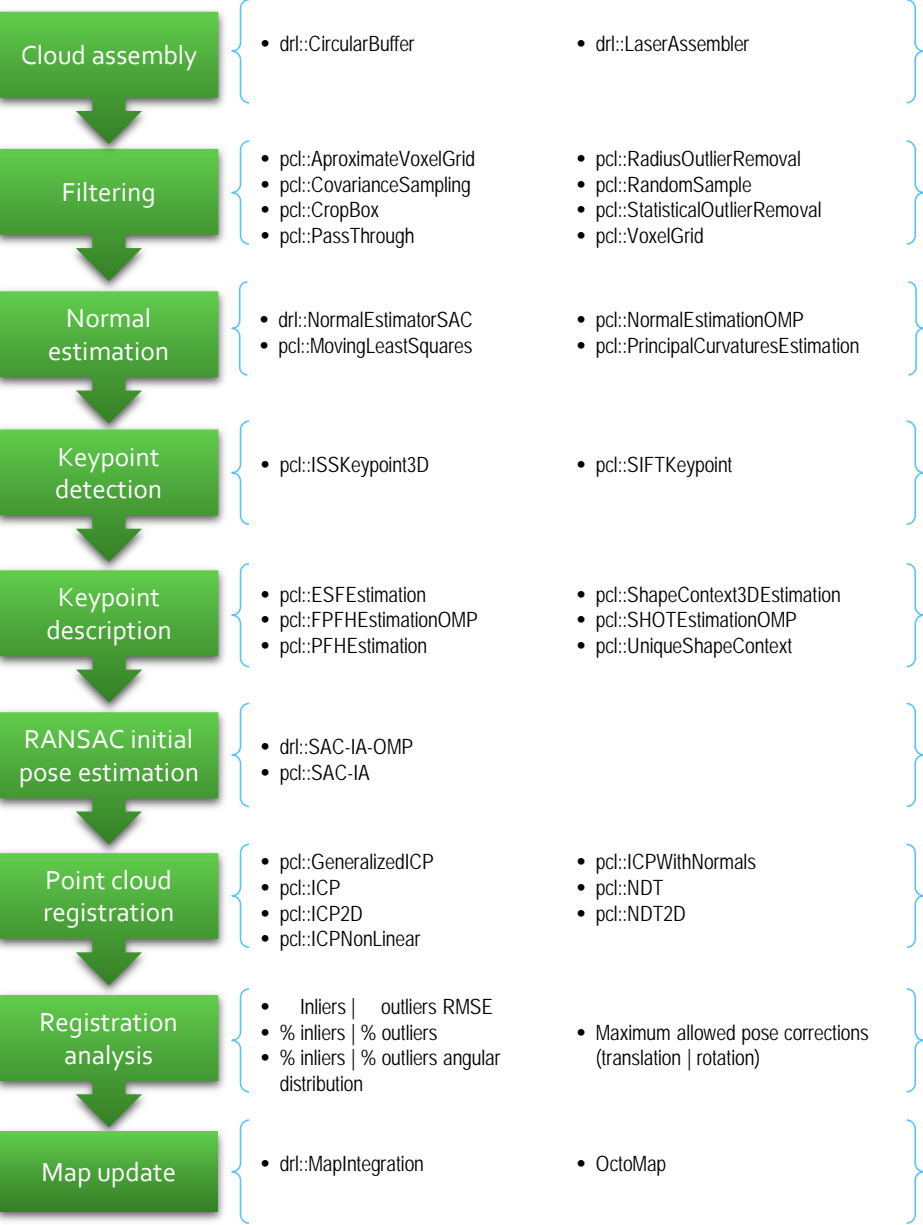 Cloud assembly
• drl::CircularBuffer
• drl::LaserAssembler
Filtering
• pcl::AproximateVoxelGrid
• pcl::CovarianceSampling
• pcl::CropBox
• pcl::PassThrough
• pcl::RadiusOutlierRemoval
• pcl::RandomSample
• pcl::StatisticalOutlierRemoval
• pcl::VoxelGrid
Normal
estimation
• drl::NormalEstimatorSAC
• pcl::MovingLeastSquares
• pcl::NormalEstimationOMP
• pcl::PrincipalCurvaturesEstimation
Keypoint
detection
• pcl::ISSKeypoint3D
• pcl::SIFTKeypoint
Keypoint
description
• pcl::ESFEstimation
• pcl::FPFHEstimationOMP
• pcl::PFHEstimation
• pcl::ShapeContext3DEstimation
• pcl::SHOTEstimationOMP
• pcl::UniqueShapeContext
RANSAC initial
pose estimation
• drl::SAC-IA-OMP
• pcl::SAC-IA
Point cloud
registration
• pcl::GeneralizedICP
• pcl::ICP
• pcl::ICP2D
• pcl::ICPNonLinear
• pcl::ICPWithNormals
• pcl::NDT
• pcl::NDT2D
Registration
analysis
• Inliers | outliers RMSE
• % inliers | % outliers
• % inliers | % outliers angular
distribution
• Maximum allowed pose corrections
(translation | rotation)
Map update
• drl::MapIntegration
• OctoMap